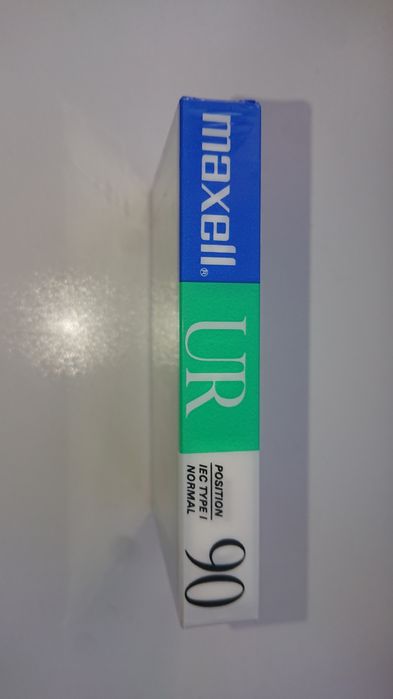 maxell®
UR
POSITION
IEC TYPE I
NORMAL
90